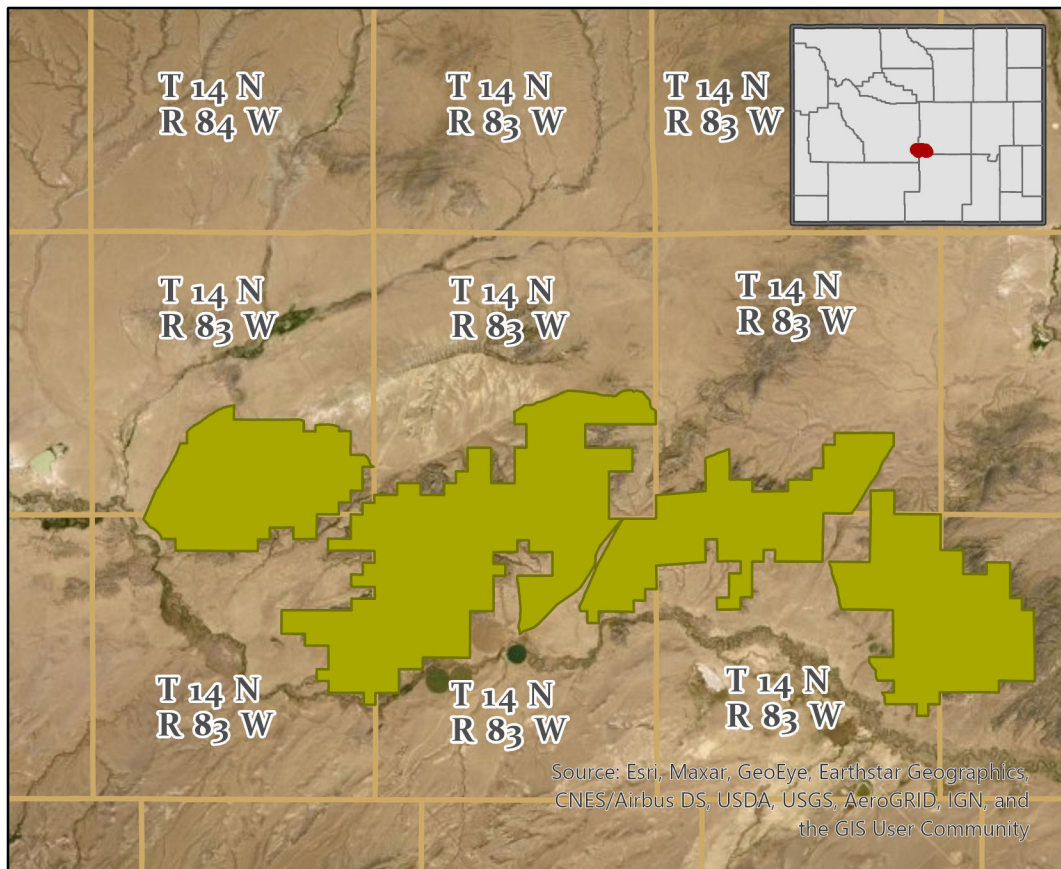 T 14 N
R 84 W
T 14 N
R 83 W
T 14 N
R 83 W
T 14 N
R 83 W
T 14 N
R 83 W
T 14 N
R 83 W
T 14 N
R 83 W
T 14 N
R 83 W
T 14 N
R 83 W
Source: Esri, Maxar, GeoEye, Earthstar Geographics,
CNES/Airbus DS, USDA, USGS, AeroGRID, IGN, and
the GIS User Community